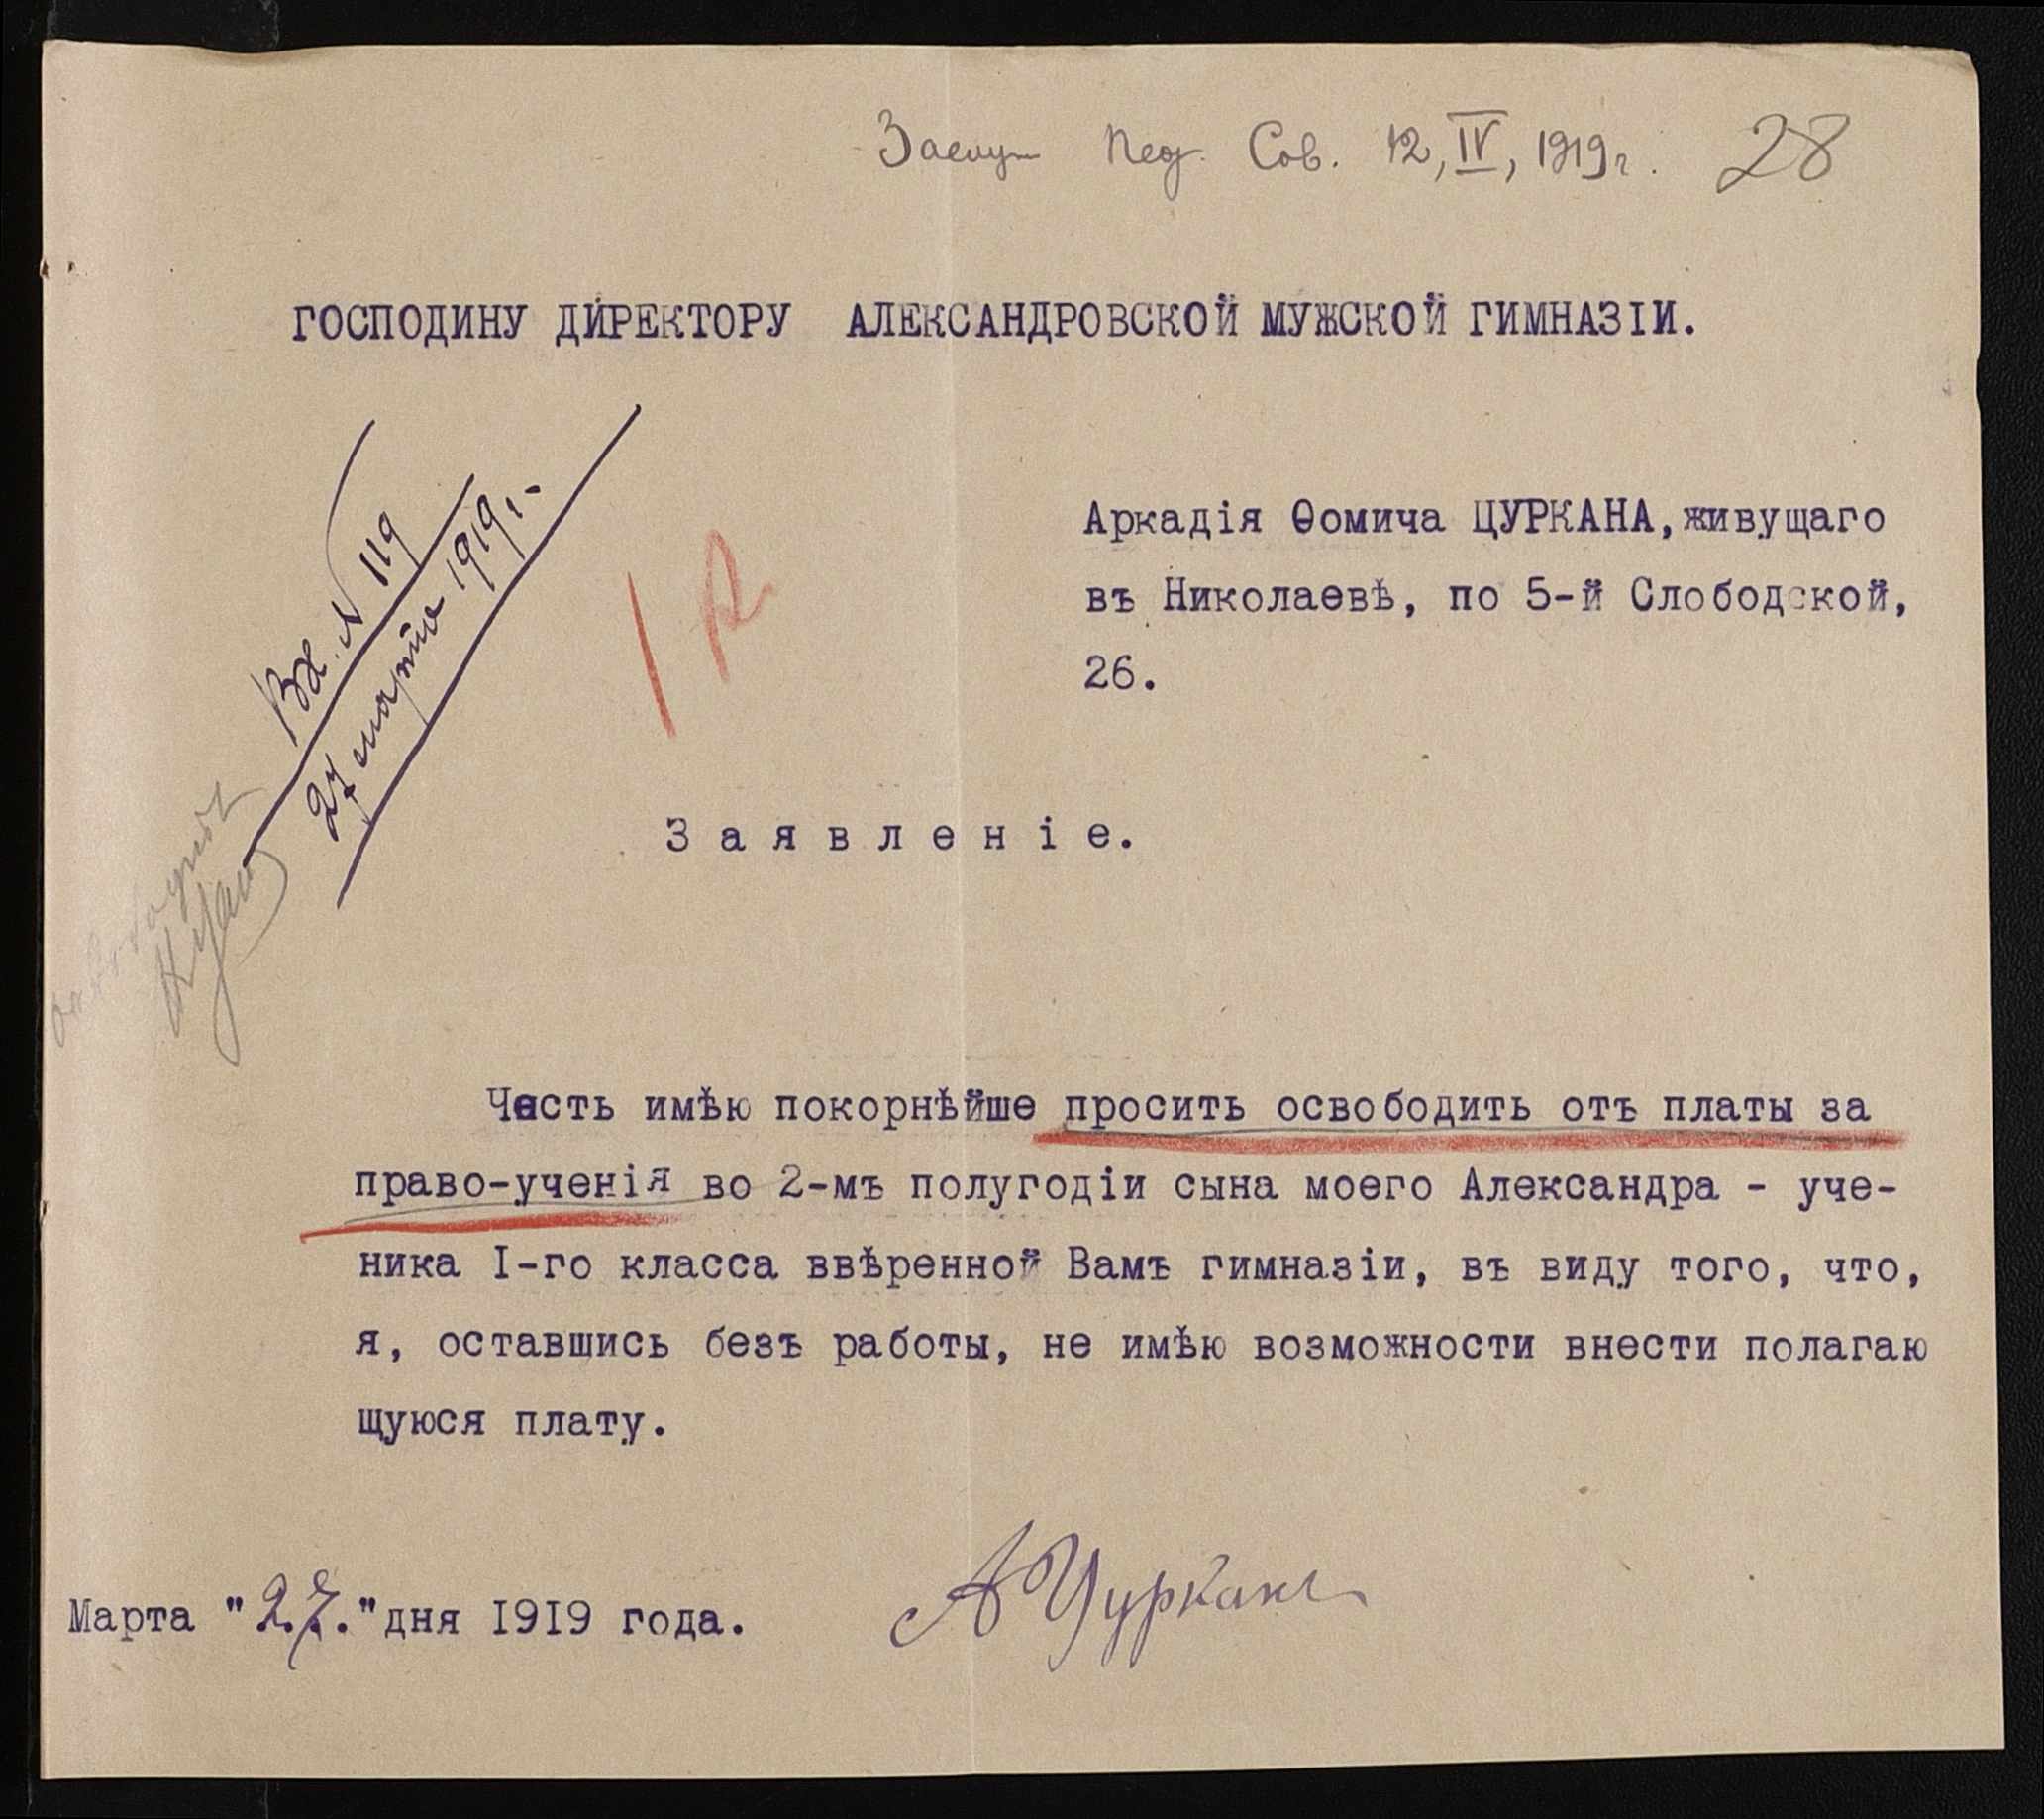 Пед. Сов. 12, IV, 1919 г. 28
ГОСПОДИНУ ДИРЕКТОРУ АЛЕКСАНДРОВСКОЙ МУЖСКОЙ ГИМНАЗІИ.
Вх. № 119
27 марта 1919 г.
Аркадія Ѳомича ЦУРКАНА, живущаго
въ Николаевѣ, по 5-й Слободской,
26.
Заявленіе.
Честь имѣю покорнѣйше просить освободить отъ платы за
право-ученія во 2-мъ полугодіи сына моего Александра - уче-
ника I-го класса ввѣренной Вамъ гимназіи, въ виду того, что,
я, оставшись безъ работы, не имѣю возможности внести полагаю
щуюся плату.
Марта "27." дня 1919 года.
А Цуркан